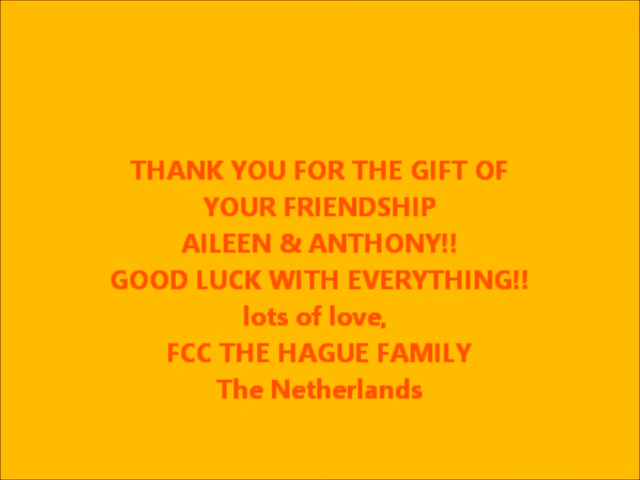 THANK YOU FOR THE GIFT OF
YOUR FRIENDSHIP
AILEEN & ANTHONY!!
GOOD LUCK WITH EVERYTHING!!
lots of love,
FCC THE HAGUE FAMILY
The Netherlands